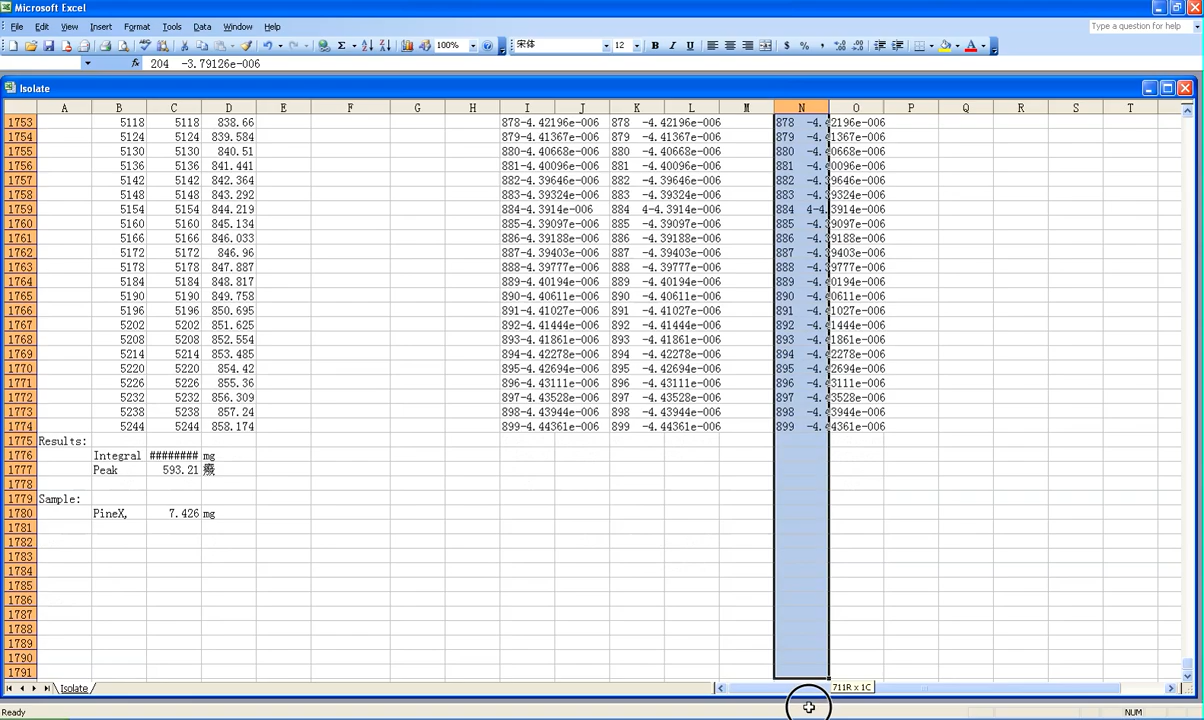 Microsoft Excel
File Edit View Insert Format Tools Data Window Help
Type a question for help
100% 宋体 12 B I U $ % ,
fx 204 -3.79126e-006
Isolate
A B C D E F G H I J K L M N O P Q R S T
1753 5118 5118 838.66 878-4.42196e-006 878 -4.42196e-006 878 -4.42196e-006
1754 5124 5124 839.584 879-4.41367e-006 879 -4.41367e-006 879 -4.41367e-006
1755 5130 5130 840.51 880-4.40668e-006 880 -4.40668e-006 880 -4.40668e-006
1756 5136 5136 841.441 881-4.40096e-006 881 -4.40096e-006 881 -4.40096e-006
1757 5142 5142 842.364 882-4.39646e-006 882 -4.39646e-006 882 -4.39646e-006
1758 5148 5148 843.292 883-4.39324e-006 883 -4.39324e-006 883 -4.39324e-006
1759 5154 5154 844.219 884-4.3914e-006 884 4-4.3914e-006 884 4-4.3914e-006
1760 5160 5160 845.134 885-4.39097e-006 885 -4.39097e-006 885 -4.39097e-006
1761 5166 5166 846.033 886-4.39188e-006 886 -4.39188e-006 886 -4.39188e-006
1762 5172 5172 846.96 887-4.39403e-006 887 -4.39403e-006 887 -4.39403e-006
1763 5178 5178 847.887 888-4.39777e-006 888 -4.39777e-006 888 -4.39777e-006
1764 5184 5184 848.817 889-4.40194e-006 889 -4.40194e-006 889 -4.40194e-006
1765 5190 5190 849.758 890-4.40611e-006 890 -4.40611e-006 890 -4.40611e-006
1766 5196 5196 850.695 891-4.41027e-006 891 -4.41027e-006 891 -4.41027e-006
1767 5202 5202 851.625 892-4.41444e-006 892 -4.41444e-006 892 -4.41444e-006
1768 5208 5208 852.554 893-4.41861e-006 893 -4.41861e-006 893 -4.41861e-006
1769 5214 5214 853.485 894-4.42278e-006 894 -4.42278e-006 894 -4.42278e-006
1770 5220 5220 854.42 895-4.42694e-006 895 -4.42694e-006 895 -4.42694e-006
1771 5226 5226 855.36 896-4.43111e-006 896 -4.43111e-006 896 -4.43111e-006
1772 5232 5232 856.309 897-4.43528e-006 897 -4.43528e-006 897 -4.43528e-006
1773 5238 5238 857.24 898-4.43944e-006 898 -4.43944e-006 898 -4.43944e-006
1774 5244 5244 858.174 899-4.44361e-006 899 -4.44361e-006 899 -4.44361e-006
1775 Results:
1776 Integral ######## mg
1777 Peak 593.21
1778
1779 Sample:
1780 PineX, 7.426 mg
1781
1782
1783
1784
1785
1786
1787
1788
1789
1790
1791
Isolate
711R x 1C
Ready NUM